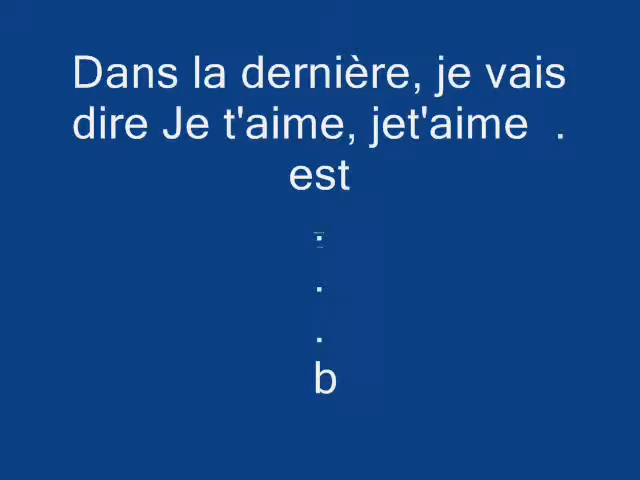 Dans la dernière, je vais
dire Je t'aime, jet'aime  .
est
.
.
.
b